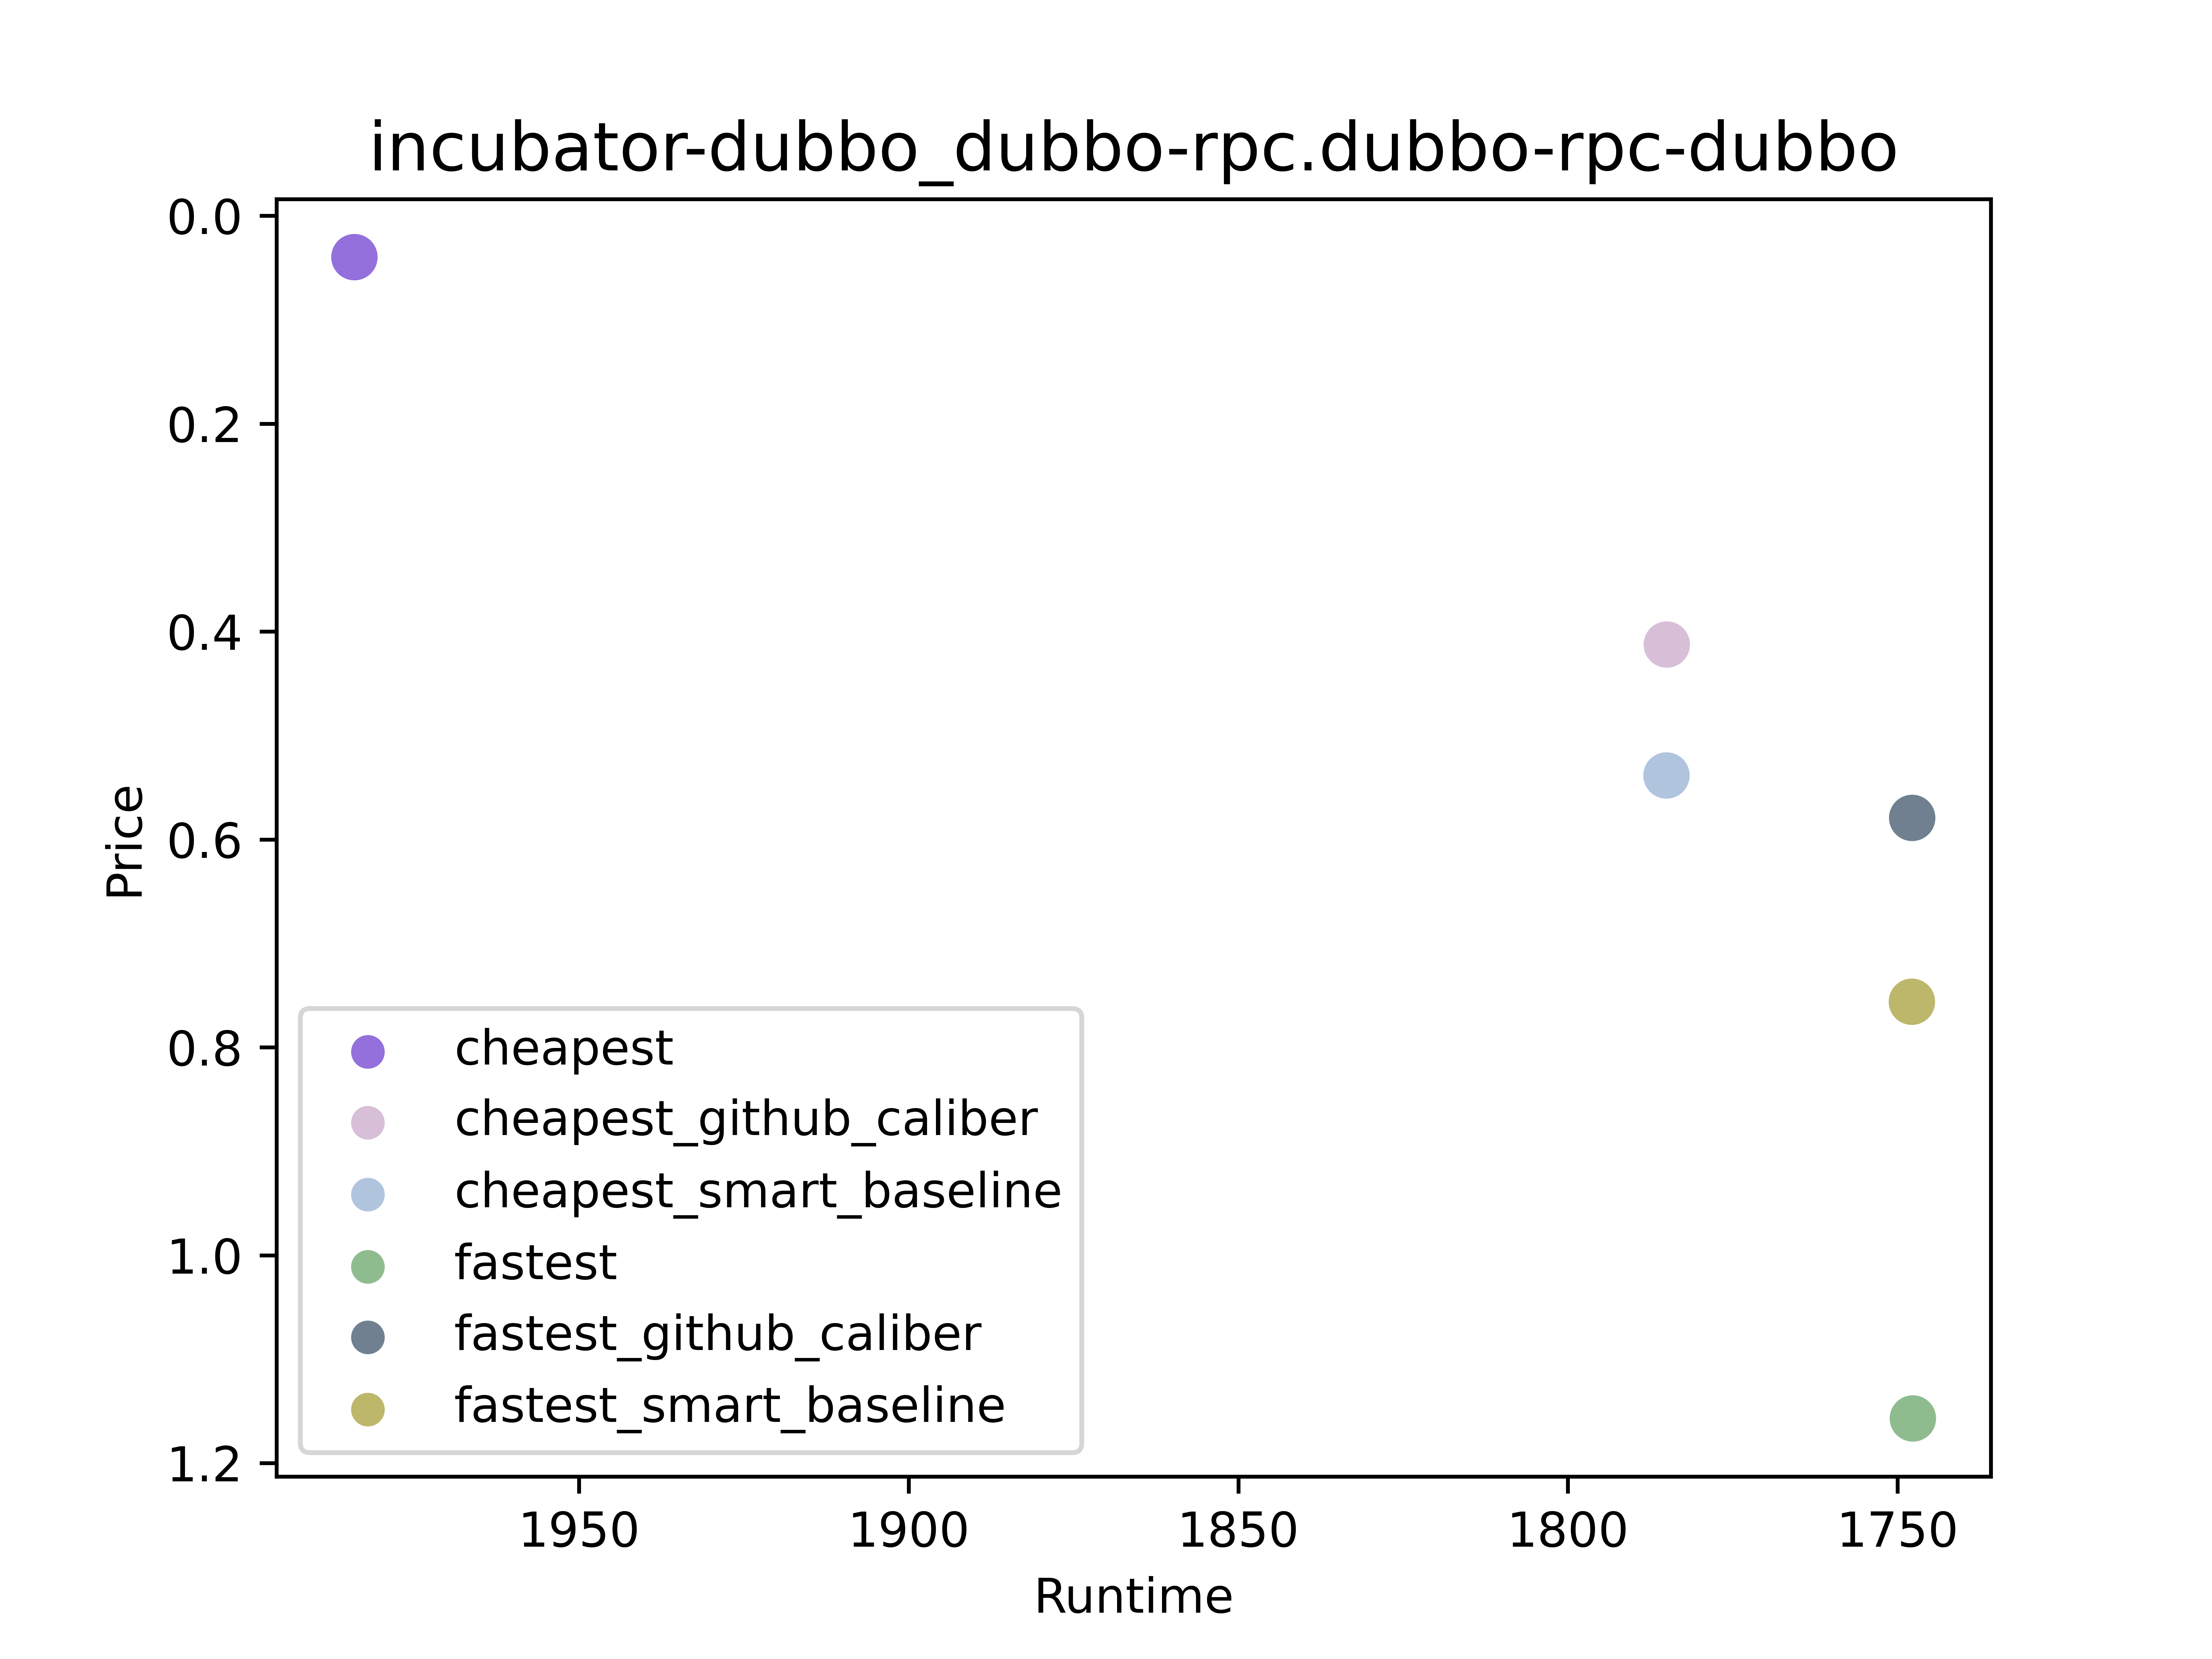 incubator-dubbo_dubbo-rpc.dubbo-rpc-dubbo
0.0
0.2
0.4
0.6
0.8
1.0
1.2
Price
cheapest
cheapest_github_caliber
cheapest_smart_baseline
fastest
fastest_github_caliber
fastest_smart_baseline
1950 1900 1850 1800 1750
Runtime